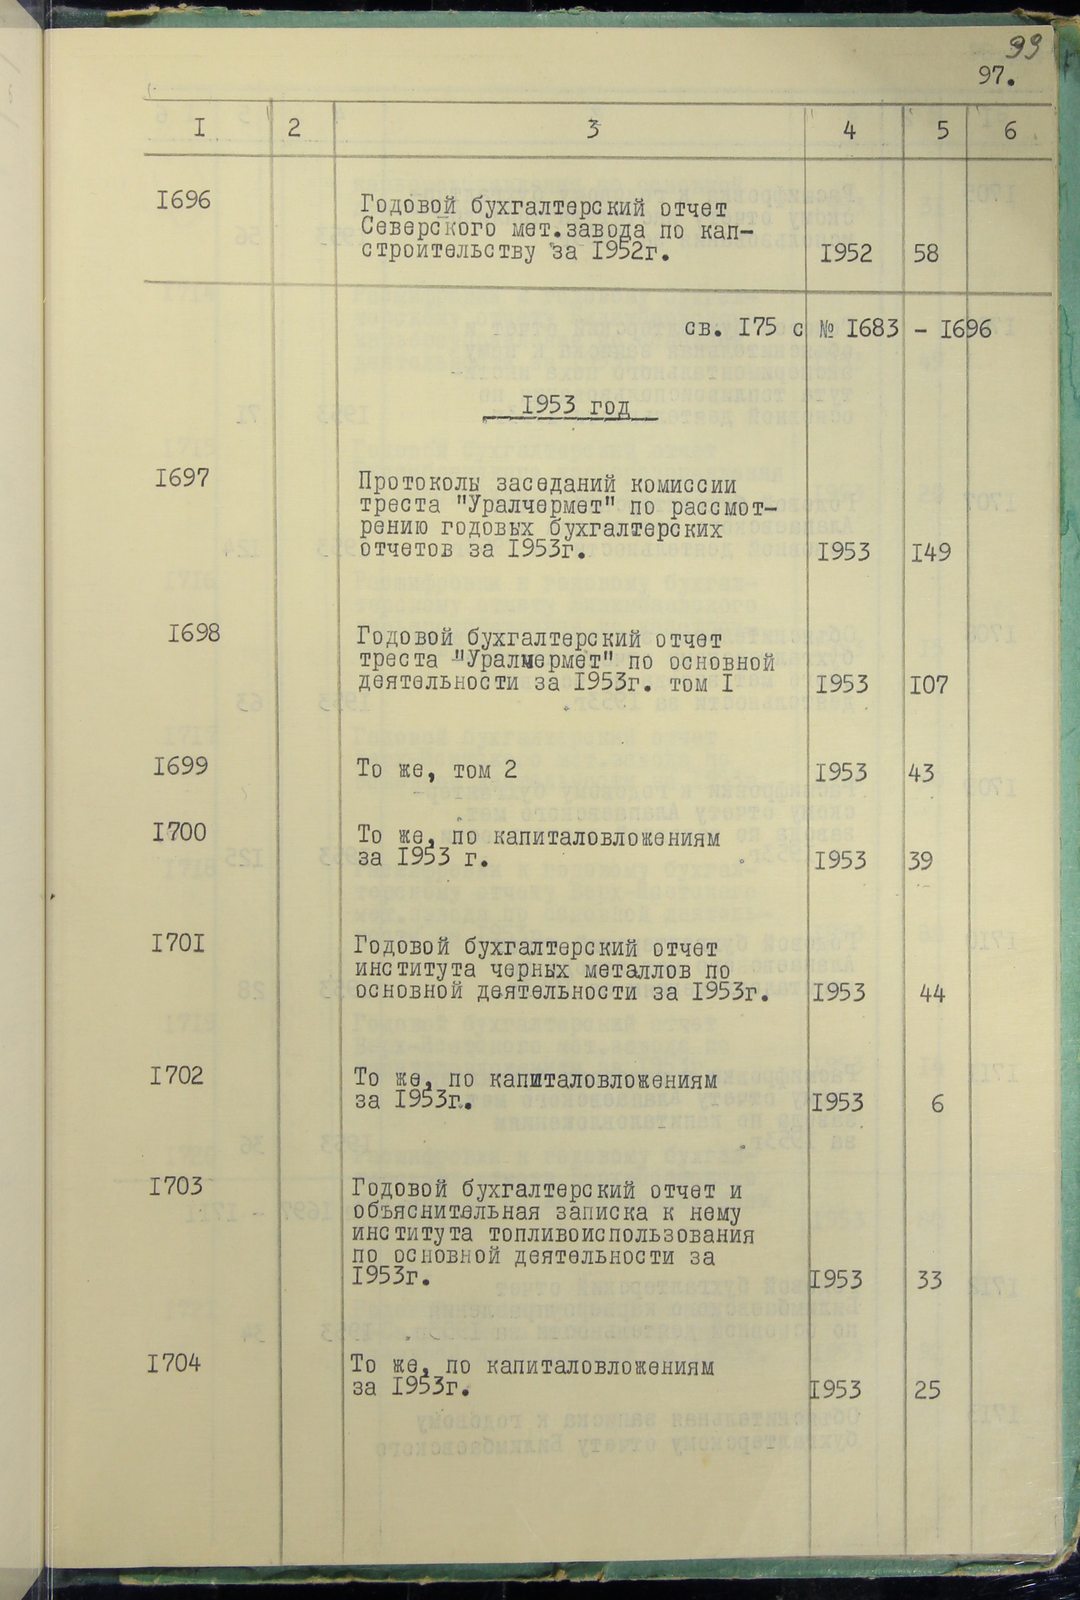 99
97.
I 2 3 4 5 6
I696
Годовой бухгалтерский отчет
Северского мет.завода по кап-
строительству за I952г. I952 58
св. I75 с № I683 - I696
I953 год
I697
Протоколы заседаний комиссии
треста "Уралчермет" по рассмот-
рению годовых бухгалтерских
отчетов за I953г. I953 I49
I698
Годовой бухгалтерский отчет
треста "Уралчермет" по основной
деятельности за I953г. том I I953 I07
I699 То же, том 2 I953 43
I700 То же, по капиталовложениям
за I953 г. I953 39
I70I Годовой бухгалтерский отчет
института черных металлов по
основной деятельности за I953г. I953 44
I702 То же, по капиталовложениям
за I953г. I953 6
I703 Годовой бухгалтерский отчет и
объяснительная записка к нему
института топливоиспользования
по основной деятельности за
I953г. I953 33
I704 То же, по капиталовложениям
за I953г. I953 25